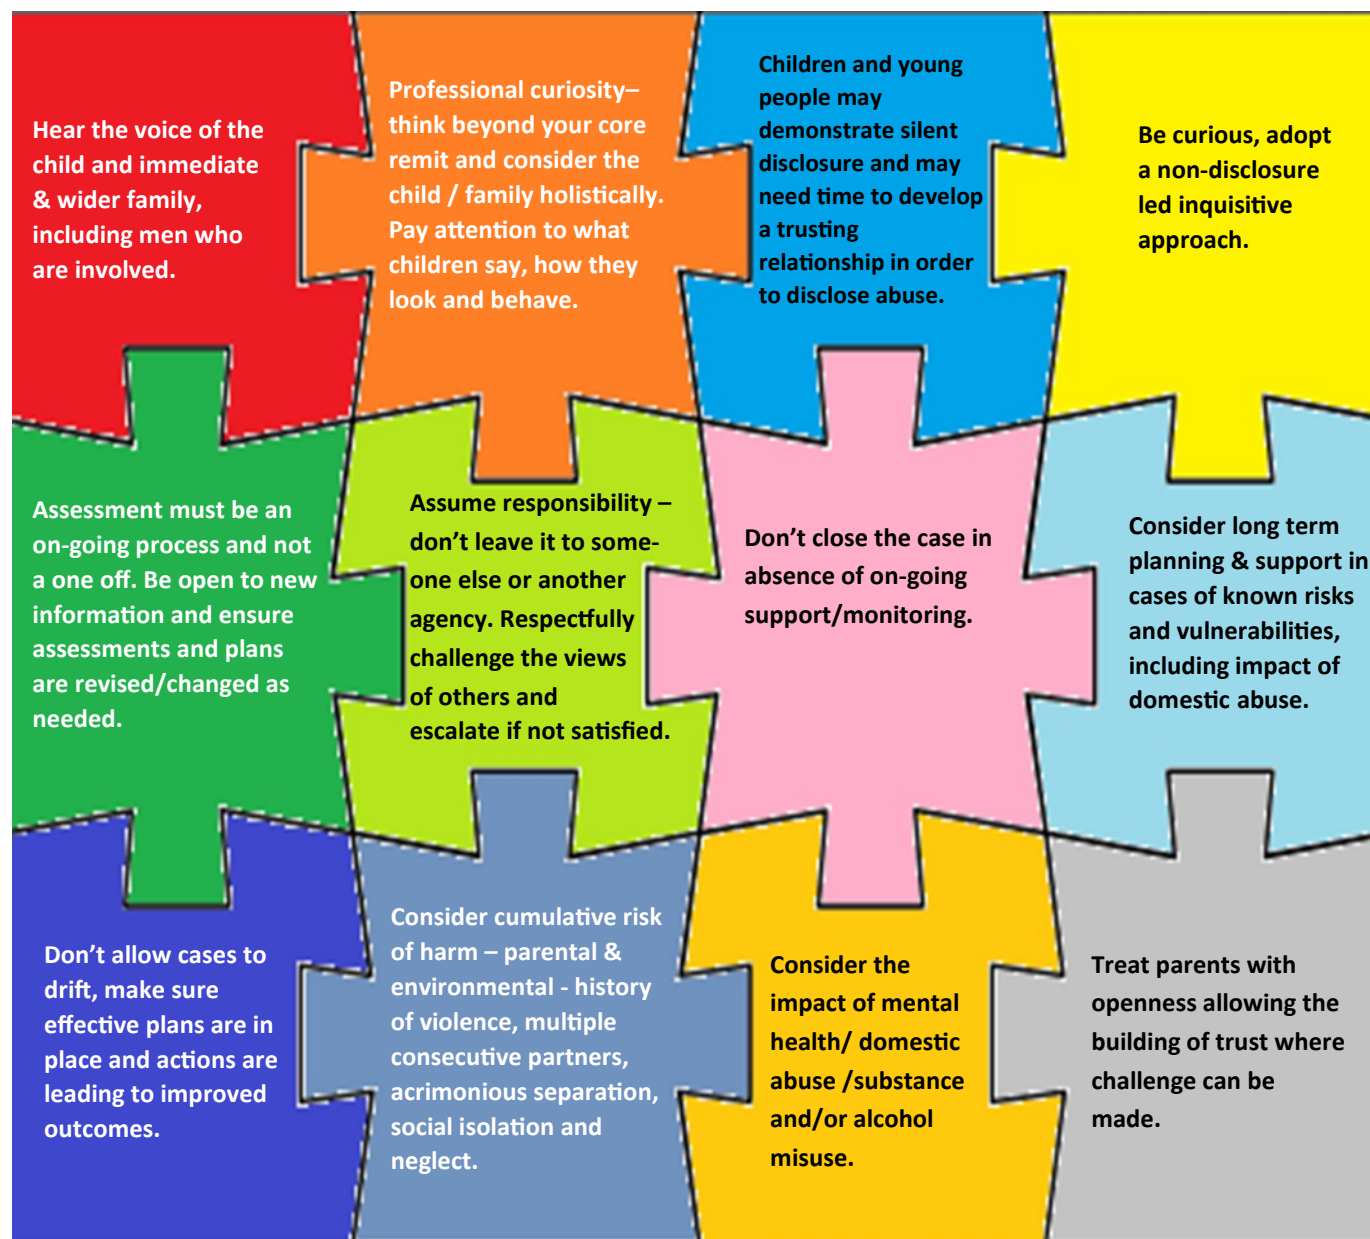 Hear the voice of the
child and immediate
& wider family,
including men who
are involved.
Professional curiosity–
think beyond your core
remit and consider the
child / family holistically.
Pay attention to what
children say, how they
look and behave.
Children and young
people may
demonstrate silent
disclosure and may
need time to develop
a trusting
relationship in order
to disclose abuse.
Be curious, adopt
a non-disclosure
led inquisitive
approach.
Assessment must be an
on-going process and not
a one off. Be open to new
information and ensure
assessments and plans
are revised/changed as
needed.
Assume responsibility –
don’t leave it to some-
one else or another
agency. Respectfully
challenge the views
of others and
escalate if not satisfied.
Don’t close the case in
absence of on-going
support/monitoring.
Consider long term
planning & support in
cases of known risks
and vulnerabilities,
including impact of
domestic abuse.
Don’t allow cases to
drift, make sure
effective plans are in
place and actions are
leading to improved
outcomes.
Consider cumulative risk
of harm – parental &
environmental - history
of violence, multiple
consecutive partners,
acrimonious separation,
social isolation and
neglect.
Consider the
impact of mental
health/ domestic
abuse /substance
and/or alcohol
misuse.
Treat parents with
openness allowing the
building of trust where
challenge can be
made.